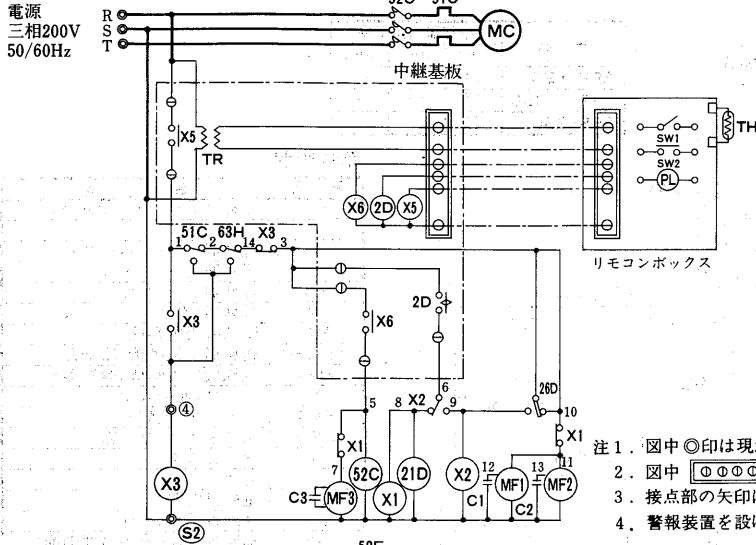 電源
三相200V
50/60Hz
R
S
T
52C 51C
MC
中継基板
X5
TR
X6
2D
X5
SW1
SW2
PL
TH
リモコンボックス
51C 63H X3
1 2 14 3
X3
X6
2D
26D
④
5
8 X2 6 9
10
X1
X1
7
12 13 11
X3
C3
MF3
52C
X1
21D
X2
C1
MF1
C2
MF2
S2
注1. 図中◎印は現
2. 図中
3. 接点部の矢印は
4. 警報装置を設け